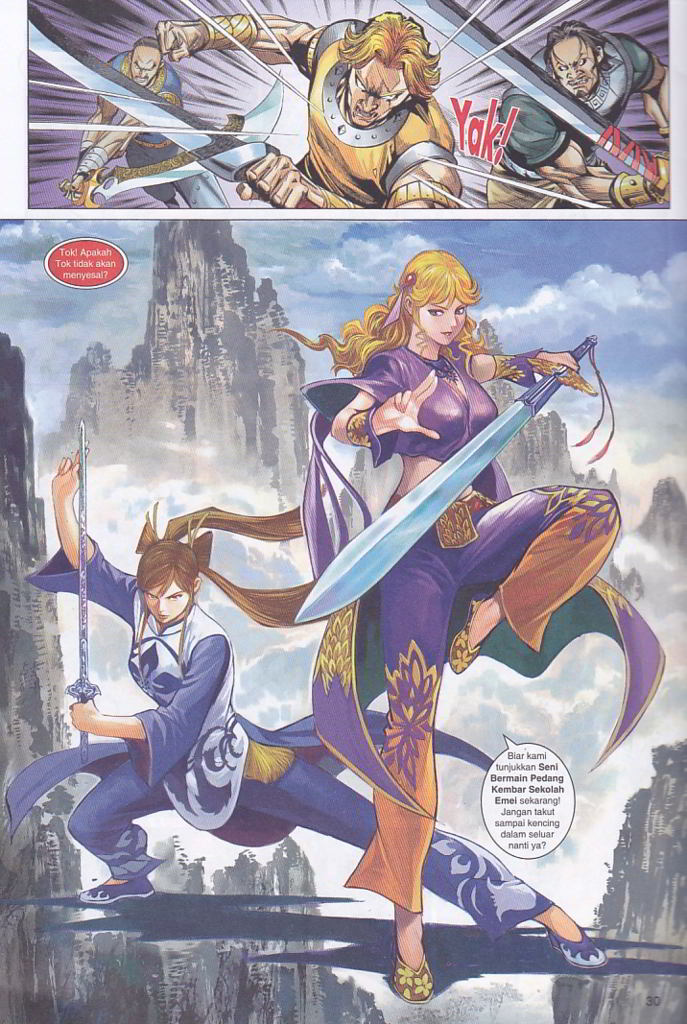 Yak!
Tok! Apakah
Tok tidak akan
menyesal?
Biar kami
tunjukkan Seni
Bermain Pedang
Kembar Sekolah
Emei sekarang!
Jangan takut
sampai kencing
dalam seluar
nanti ya?
30